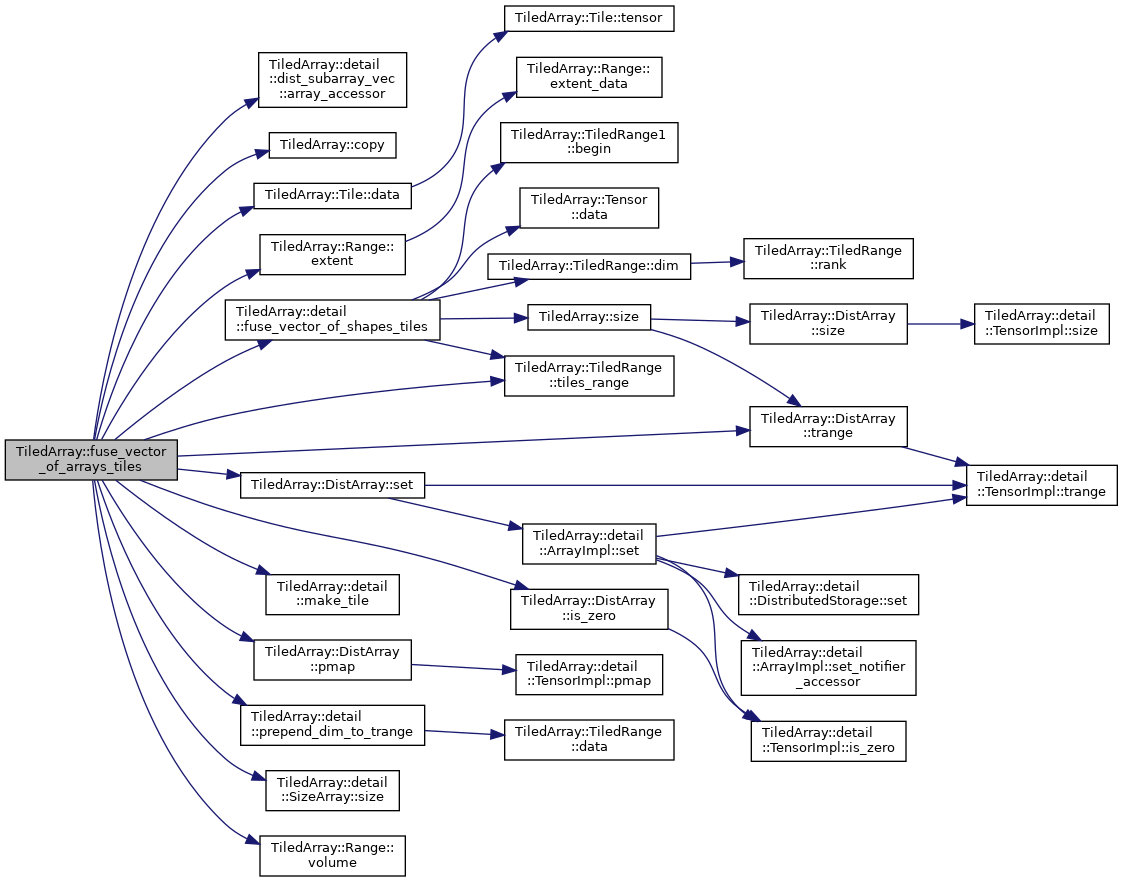 TiledArray::fuse_vector
_of_arrays_tiles
TiledArray::detail
::dist_subarray_vec
::array_accessor
TiledArray::copy
TiledArray::Tile::data
TiledArray::Range::
extent
TiledArray::detail
::fuse_vector_of_shapes_tiles
TiledArray::DistArray::set
TiledArray::detail
::make_tile
TiledArray::DistArray
::pmap
TiledArray::detail
::prepend_dim_to_trange
TiledArray::detail
::SizeArray::size
TiledArray::Range::
volume
TiledArray::Tile::tensor
TiledArray::Range::
extent_data
TiledArray::TiledRange1
::begin
TiledArray::Tensor
::data
TiledArray::TiledRange::dim
TiledArray::size
TiledArray::TiledRange
::tiles_range
TiledArray::detail
::ArrayImpl::set
TiledArray::DistArray
::is_zero
TiledArray::detail
::TensorImpl::pmap
TiledArray::TiledRange
::data
TiledArray::TiledRange
::rank
TiledArray::DistArray
::size
TiledArray::DistArray
::trange
TiledArray::detail
::DistributedStorage::set
TiledArray::detail
::ArrayImpl::set_notifier
_accessor
TiledArray::detail
::TensorImpl::is_zero
TiledArray::detail
::TensorImpl::size
TiledArray::detail
::TensorImpl::trange